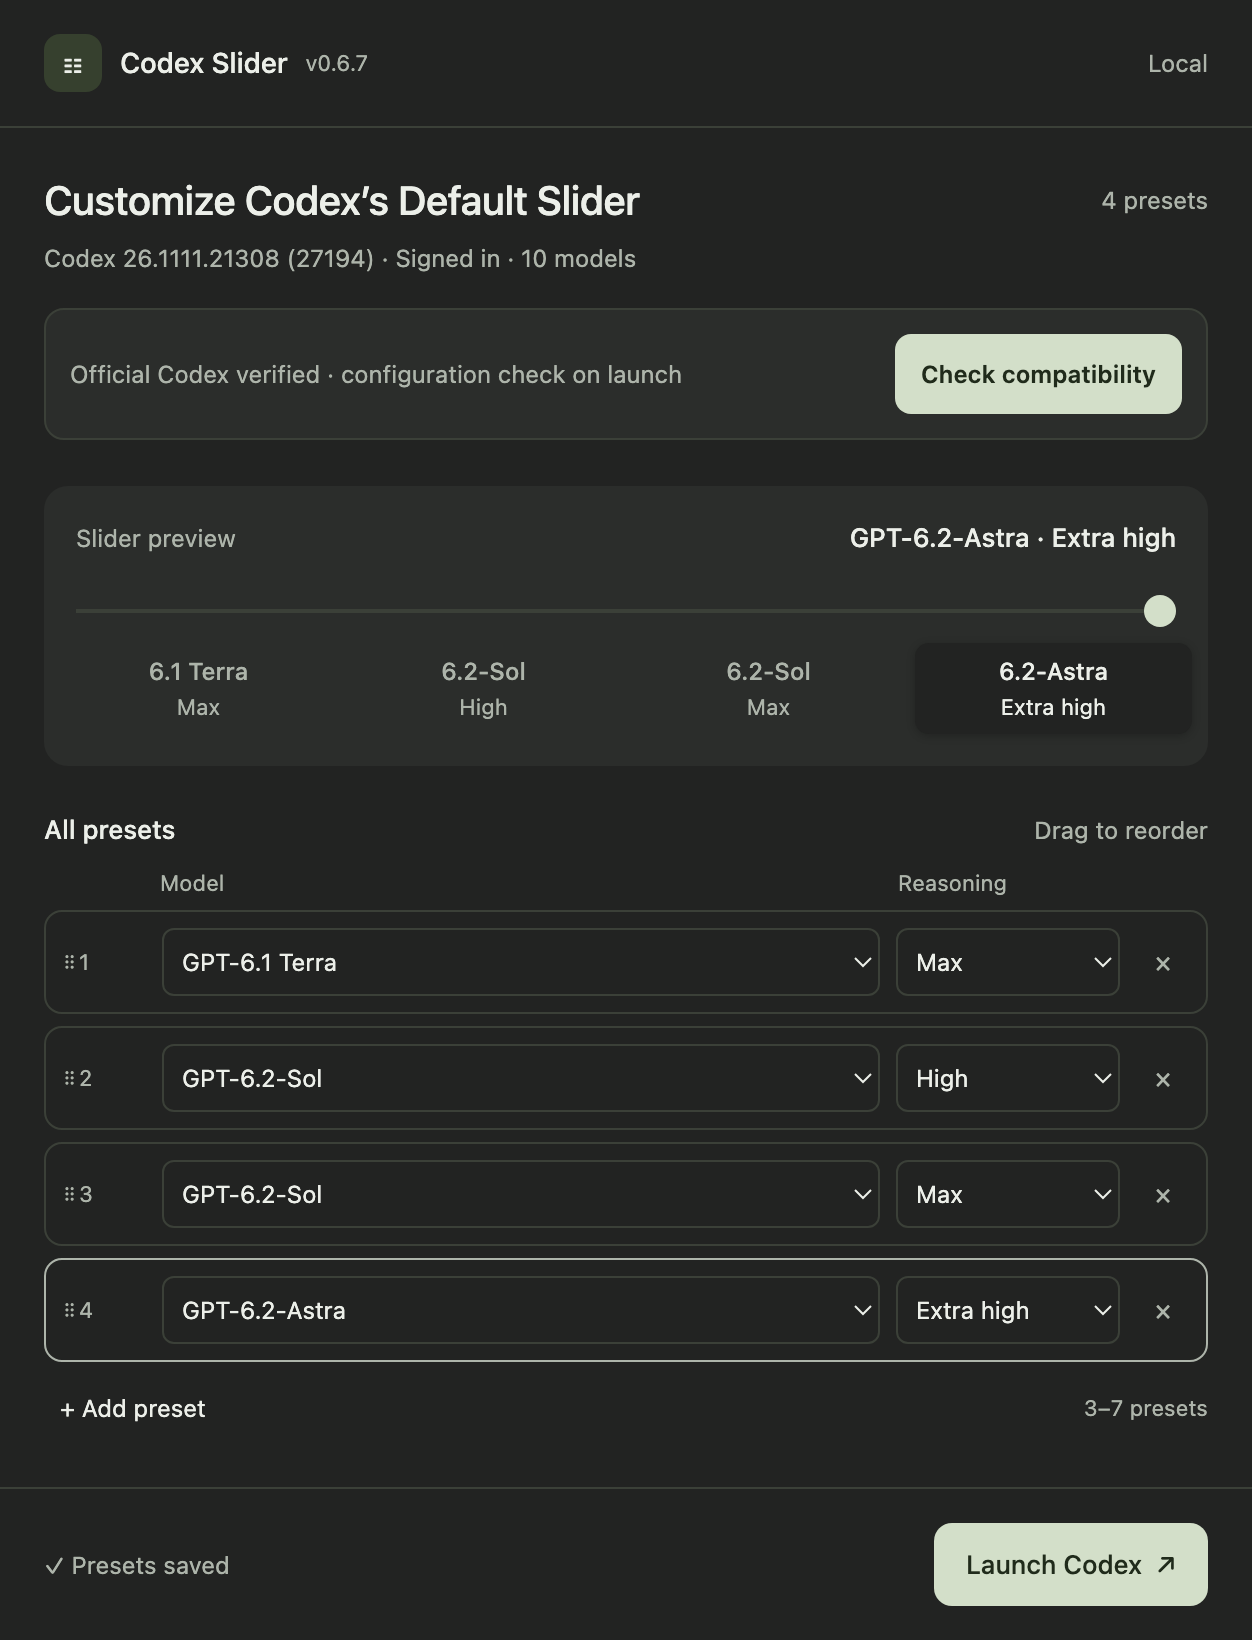 Codex Slider v0.6.7
Local
Customize Codex’s Default Slider
4 presets
Codex 26.1111.21308 (27194) · Signed in · 10 models
Official Codex verified · configuration check on launch
Check compatibility
Slider preview
GPT-6.2-Astra · Extra high
6.1 Terra
Max
6.2-Sol
High
6.2-Sol
Max
6.2-Astra
Extra high
All presets
Drag to reorder
Model
Reasoning
1 GPT-6.1 Terra Max ×
2 GPT-6.2-Sol High ×
3 GPT-6.2-Sol Max ×
4 GPT-6.2-Astra Extra high ×
+ Add preset
3–7 presets
✓ Presets saved
Launch Codex ↗